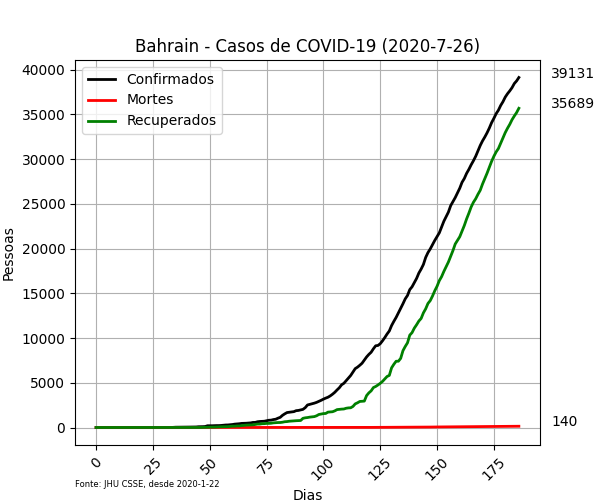 Bahrain - Casos de COVID-19 (2020-7-26)
Confirmados
Mortes
Recuperados
40000
35000
30000
25000
20000
15000
10000
5000
0
Pessoas
39131
35689
140
0
25
50
75
100
125
150
175
Dias
Fonte: JHU CSSE, desde 2020-1-22